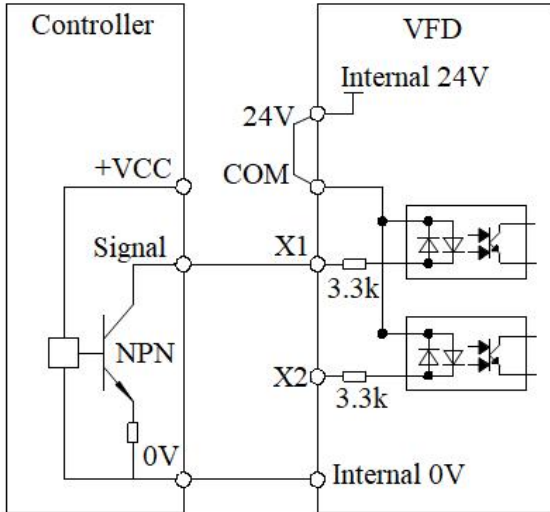 Controller
VFD
Internal 24V
24V
+VCC
COM
Signal
X1
3.3k
NPN
X2
3.3k
0V
Internal 0V